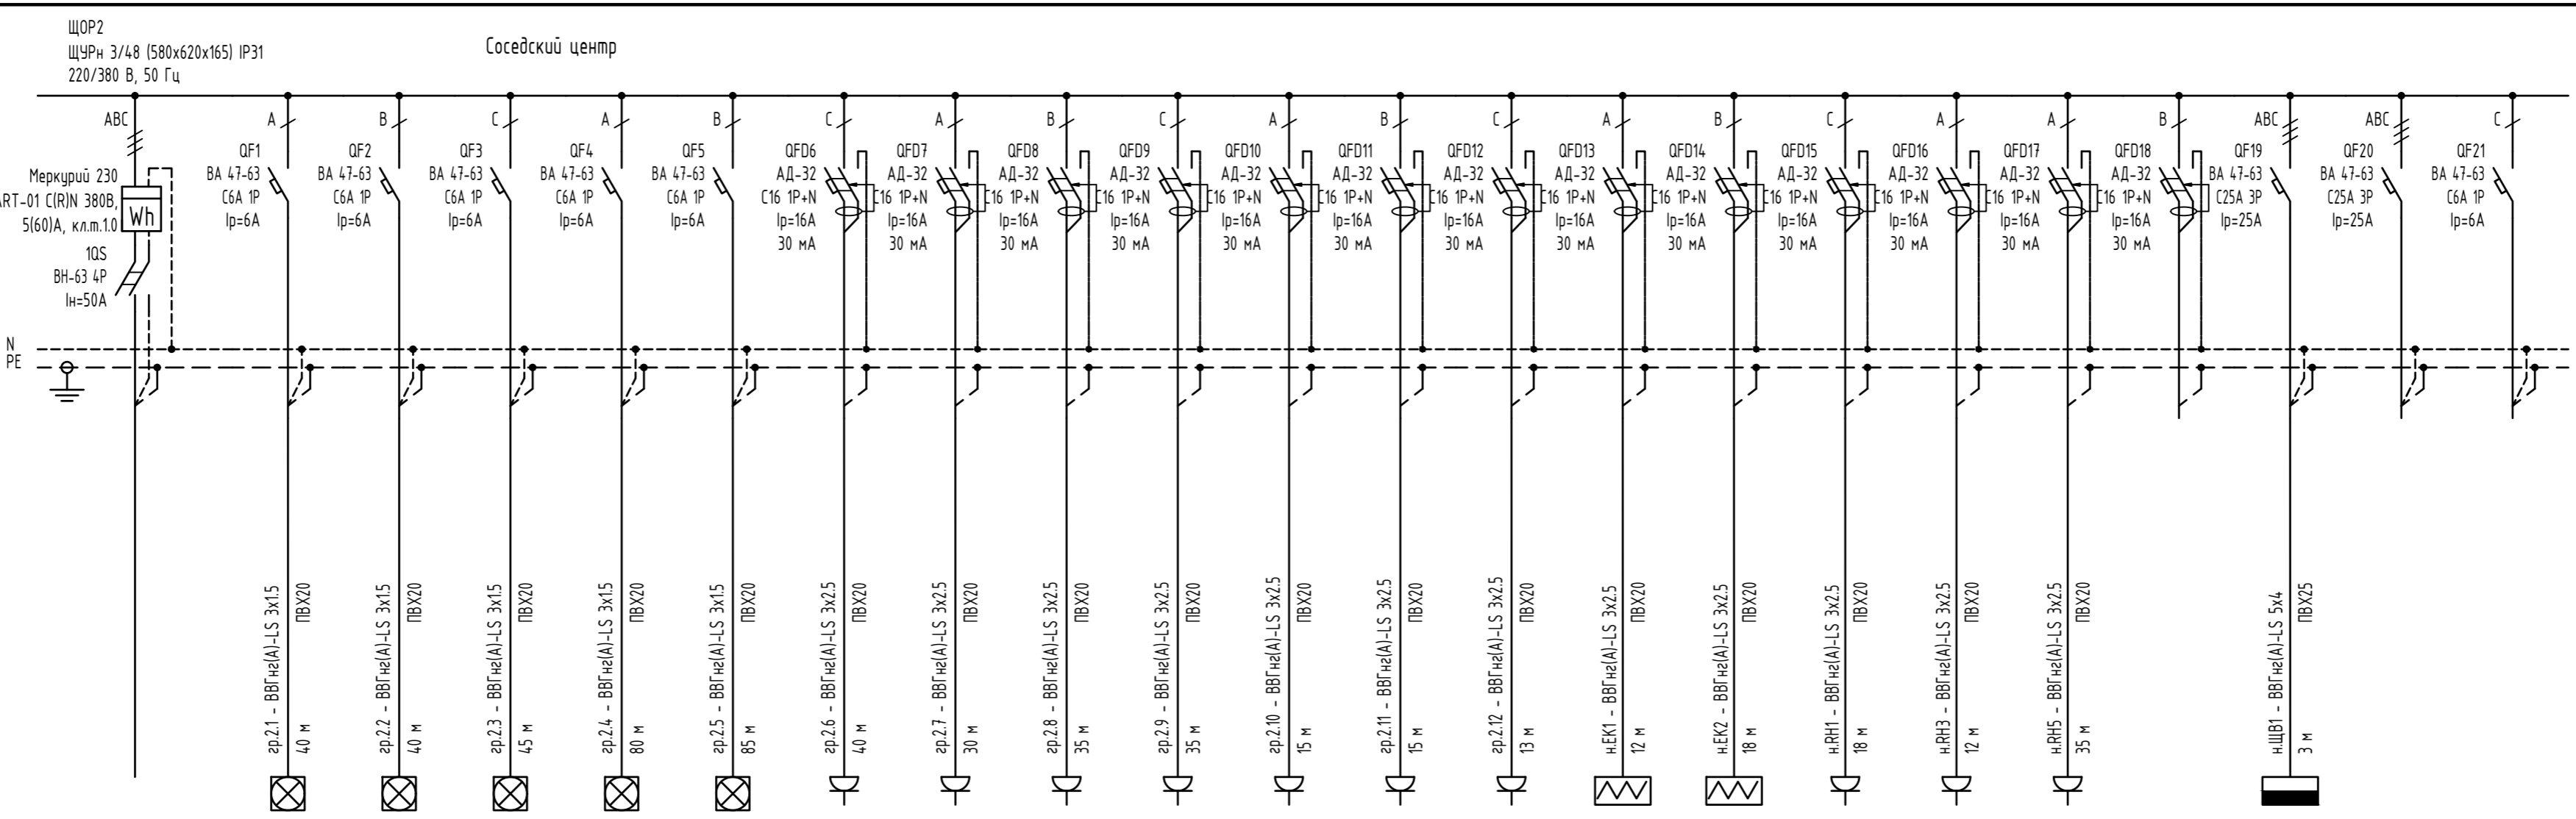 ЩОР2
ЩУРн 3/48 (580х620х165) IP31
220/380 В, 50 Гц
Соседский центр
ABC
Меркурий 230
ART-01 C(R)N 380В,
5(60)А, кл.т.1.0
Wh
1QS
ВН-63 4Р
Iн=50А
N
PE
A
QF1
ВА 47-63
С6А 1Р
Iр=6А
гр.2.1 - ВВГнг(А)-LS 3х1.5
40 м
ПВХ20
B
QF2
ВА 47-63
С6А 1Р
Iр=6А
гр.2.2 - ВВГнг(А)-LS 3х1.5
40 м
ПВХ20
C
QF3
ВА 47-63
С6А 1Р
Iр=6А
гр.2.3 - ВВГнг(А)-LS 3х1.5
45 м
ПВХ20
A
QF4
ВА 47-63
С6А 1Р
Iр=6А
гр.2.4 - ВВГнг(А)-LS 3х1.5
80 м
ПВХ20
B
QF5
ВА 47-63
С6А 1Р
Iр=6А
гр.2.5 - ВВГнг(А)-LS 3х1.5
85 м
ПВХ20
C
QFD6
АД-32
С16 1Р+N
Iр=16А
30 мА
гр.2.6 - ВВГнг(А)-LS 3х2.5
40 м
ПВХ20
A
QFD7
АД-32
С16 1Р+N
Iр=16А
30 мА
гр.2.7 - ВВГнг(А)-LS 3х2.5
30 м
ПВХ20
B
QFD8
АД-32
С16 1Р+N
Iр=16А
30 мА
гр.2.8 - ВВГнг(А)-LS 3х2.5
35 м
ПВХ20
C
QFD9
АД-32
С16 1Р+N
Iр=16А
30 мА
гр.2.9 - ВВГнг(А)-LS 3х2.5
35 м
ПВХ20
A
QFD10
АД-32
С16 1Р+N
Iр=16А
30 мА
гр.2.10 - ВВГнг(А)-LS 3х2.5
15 м
ПВХ20
B
QFD11
АД-32
С16 1Р+N
Iр=16А
30 мА
гр.2.11 - ВВГнг(А)-LS 3х2.5
15 м
ПВХ20
C
QFD12
АД-32
С16 1Р+N
Iр=16А
30 мА
гр.2.12 - ВВГнг(А)-LS 3х2.5
13 м
ПВХ20
A
QFD13
АД-32
С16 1Р+N
Iр=16А
30 мА
н.ЕК1 - ВВГнг(А)-LS 3х2.5
12 м
ПВХ20
B
QFD14
АД-32
С16 1Р+N
Iр=16А
30 мА
н.ЕК2 - ВВГнг(А)-LS 3х2.5
18 м
ПВХ20
C
QFD15
АД-32
С16 1Р+N
Iр=16А
30 мА
н.RH1 - ВВГнг(А)-LS 3х2.5
18 м
ПВХ20
A
QFD16
АД-32
С16 1Р+N
Iр=16А
30 мА
н.RH3 - ВВГнг(А)-LS 3х2.5
12 м
ПВХ20
A
QFD17
АД-32
С16 1Р+N
Iр=16А
30 мА
н.RH5 - ВВГнг(А)-LS 3х2.5
35 м
ПВХ20
B
QFD18
АД-32
С16 1Р+N
Iр=16А
30 мА
ABC
QF19
ВА 47-63
С25А 3Р
Iр=25А
н.ЩВ1 - ВВГнг(А)-LS 5х4
3 м
ПВХ25
ABC
QF20
ВА 47-63
С25А 3Р
Iр=25А
C
QF21
ВА 47-63
С6А 1Р
Iр=6А